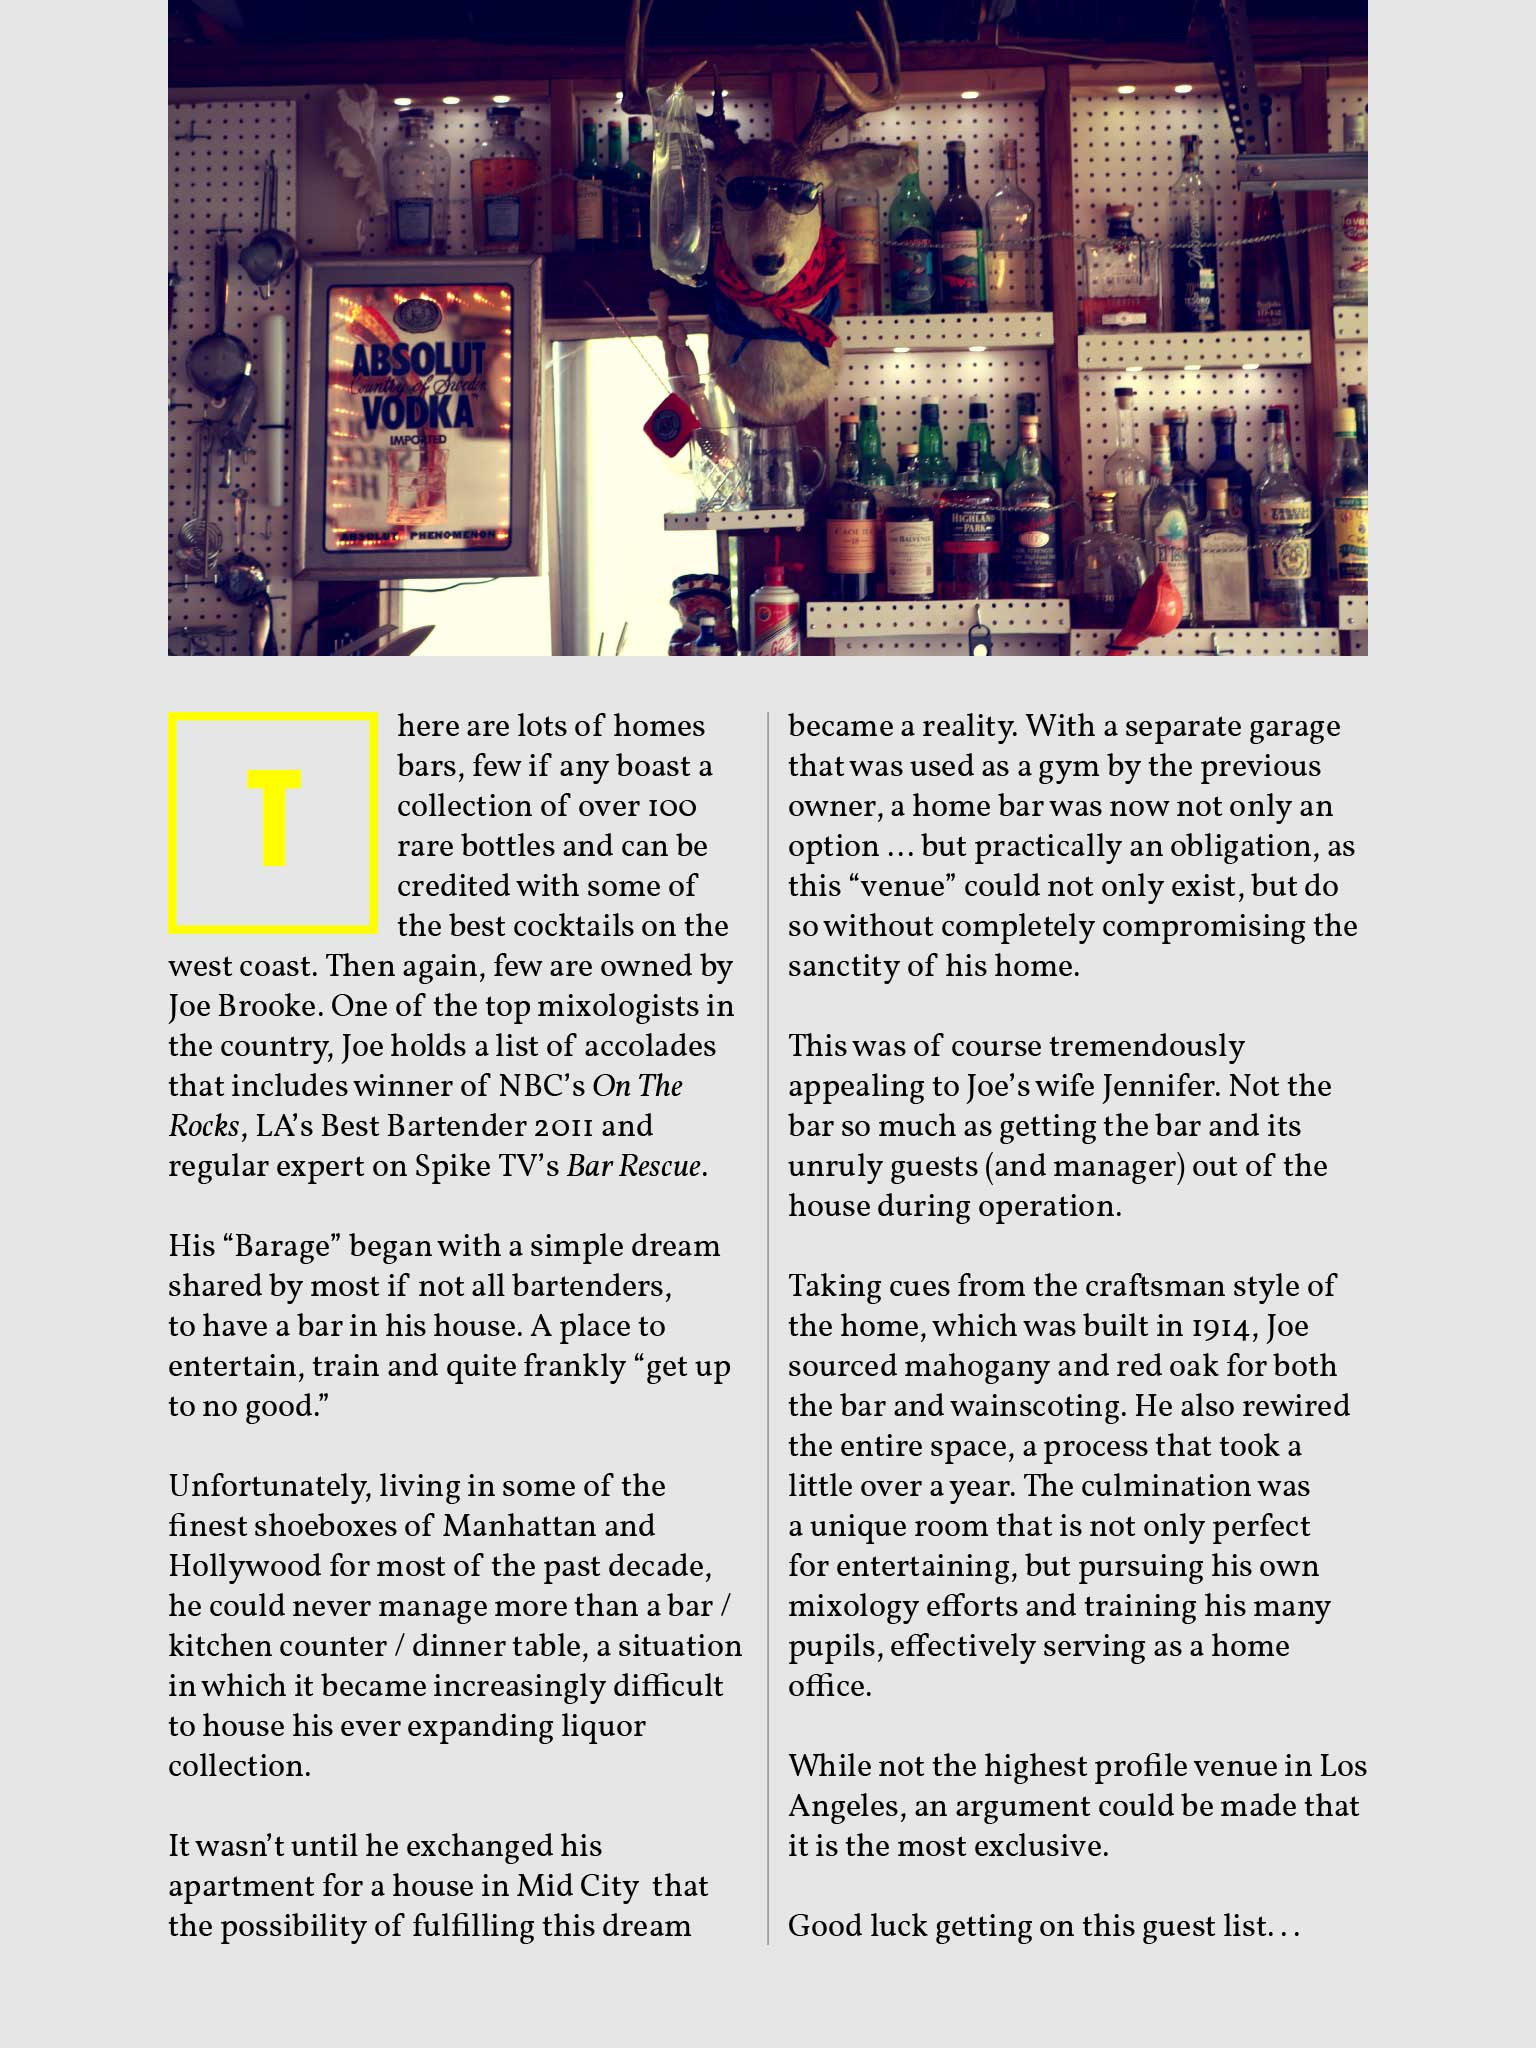 ABSOLUT
Country of Sweden
VODKA
IMPORTED
ABSOLUT PHENOMENON
HIGHLAND
PARK
THE BALVENIE
TESORO
There are lots of homes
bars, few if any boast a
collection of over 100
rare bottles and can be
credited with some of
the best cocktails on the
west coast. Then again, few are owned by
Joe Brooke. One of the top mixologists in
the country, Joe holds a list of accolades
that includes winner of NBC’s On The
Rocks, LA’s Best Bartender 2011 and
regular expert on Spike TV’s Bar Rescue.
His “Barage” began with a simple dream
shared by most if not all bartenders,
to have a bar in his house. A place to
entertain, train and quite frankly “get up
to no good.”
Unfortunately, living in some of the
finest shoeboxes of Manhattan and
Hollywood for most of the past decade,
he could never manage more than a bar /
kitchen counter / dinner table, a situation
in which it became increasingly difficult
to house his ever expanding liquor
collection.
It wasn’t until he exchanged his
apartment for a house in Mid City that
the possibility of fulfilling this dream
became a reality. With a separate garage
that was used as a gym by the previous
owner, a home bar was now not only an
option … but practically an obligation, as
this “venue” could not only exist, but do
so without completely compromising the
sanctity of his home.
This was of course tremendously
appealing to Joe’s wife Jennifer. Not the
bar so much as getting the bar and its
unruly guests (and manager) out of the
house during operation.
Taking cues from the craftsman style of
the home, which was built in 1914, Joe
sourced mahogany and red oak for both
the bar and wainscoting. He also rewired
the entire space, a process that took a
little over a year. The culmination was
a unique room that is not only perfect
for entertaining, but pursuing his own
mixology efforts and training his many
pupils, effectively serving as a home
office.
While not the highest profile venue in Los
Angeles, an argument could be made that
it is the most exclusive.
Good luck getting on this guest list…